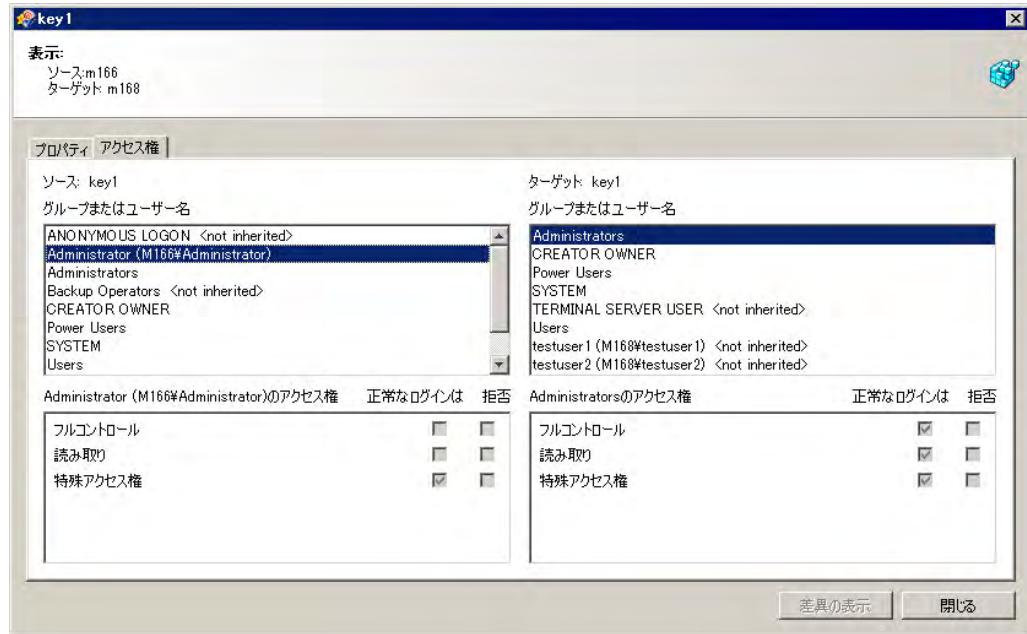 key1
表示:
ソース:m166
ターゲット: m168
プロパティ アクセス権
ソース: key1
グループまたはユーザー名
ANONYMOUS LOGON <not inherited>
Administrator (M166¥Administrator)
Administrators
Backup Operators <not inherited>
CREATOR OWNER
Power Users
SYSTEM
Users
Administrator (M166¥Administrator)のアクセス権 正常なログインは 拒否
フルコントロール
読み取り
特殊アクセス権
ターゲット: key1
グループまたはユーザー名
Administrators
CREATOR OWNER
Power Users
SYSTEM
TERMINAL SERVER USER <not inherited>
Users
testuser1 (M168¥testuser1) <not inherited>
testuser2 (M168¥testuser2) <not inherited>
Administratorsのアクセス権 正常なログインは 拒否
フルコントロール
読み取り
特殊アクセス権
差異の表示 閉じる